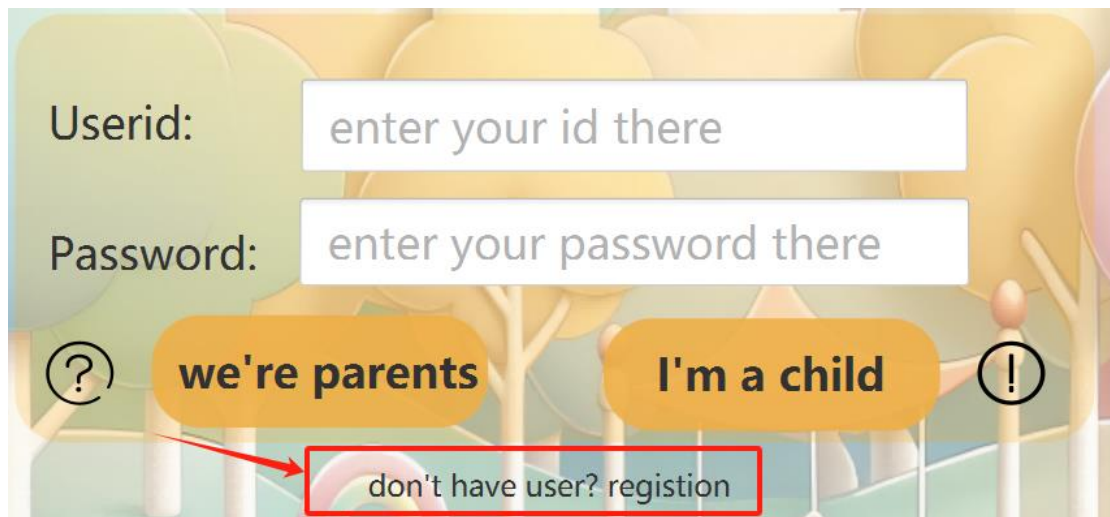 Userid:
enter your id there
Password:
enter your password there
?
we're parents
I'm a child
!
don't have user? registion